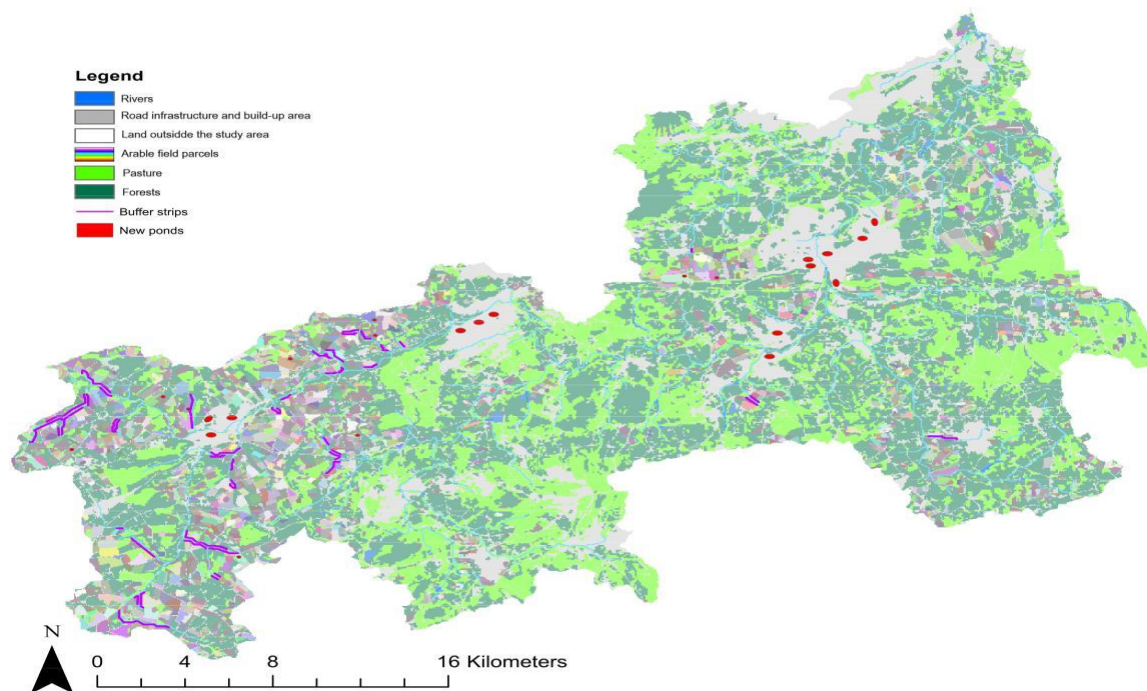 Legend
Rivers
Road infrastructure and build-up area
Land outsidde the study area
Arable field parcels
Pasture
Forests
Buffer strips
New ponds
N
0 4 8 16 Kilometers